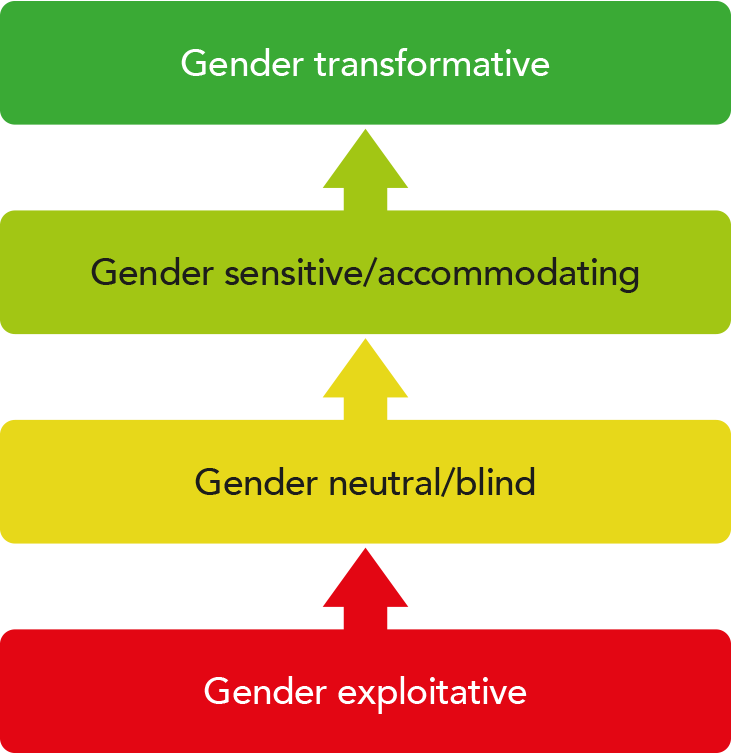 Gender transformative
Gender sensitive/accommodating
Gender neutral/blind
Gender exploitative